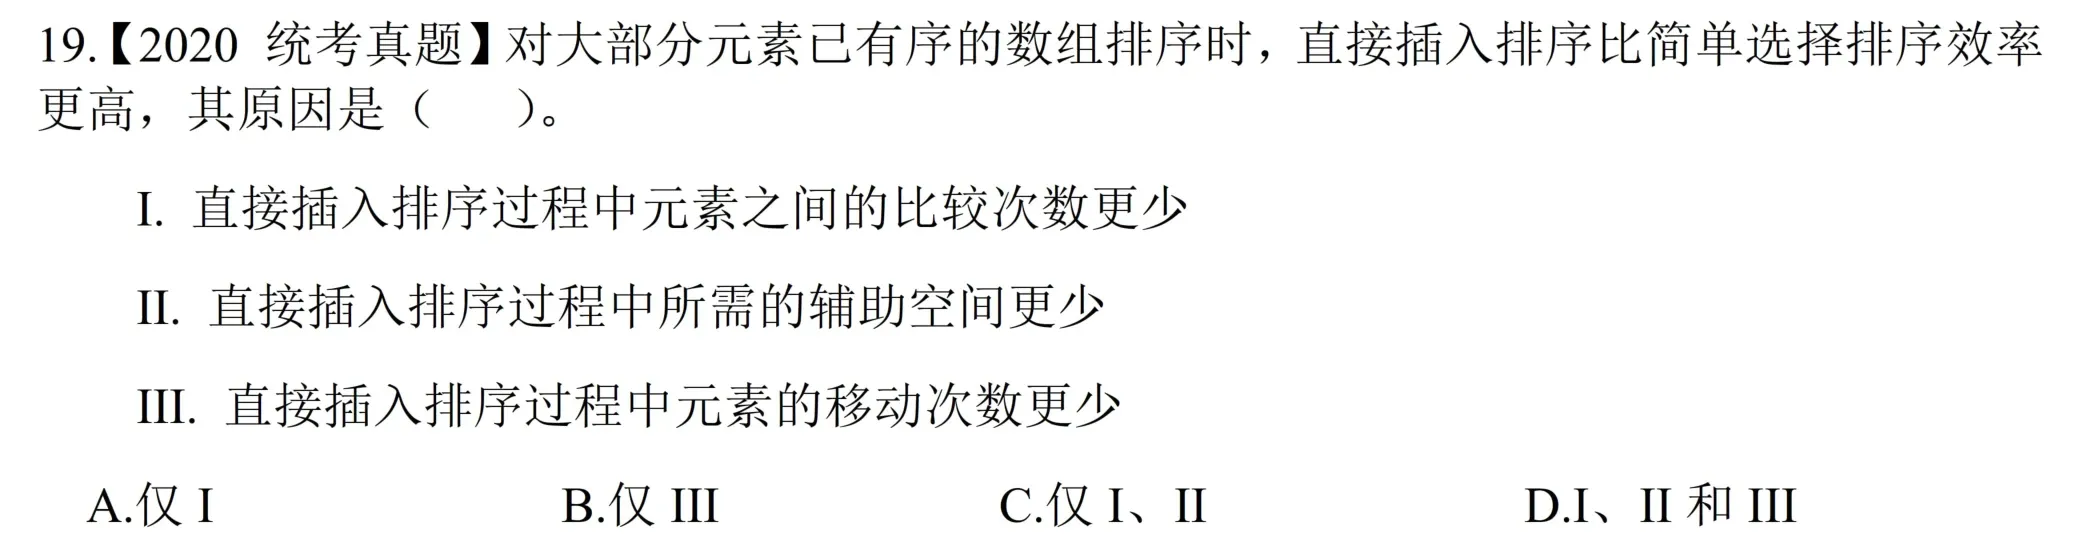 19.【2020 统考真题】对大部分元素已有序的数组排序时，直接插入排序比简单选择排序效率
更高，其原因是（    ）。
I. 直接插入排序过程中元素之间的比较次数更少
II. 直接插入排序过程中所需的辅助空间更少
III. 直接插入排序过程中元素的移动次数更少
A.仅 I    B.仅 III    C.仅 I、II    D.I、II 和 III